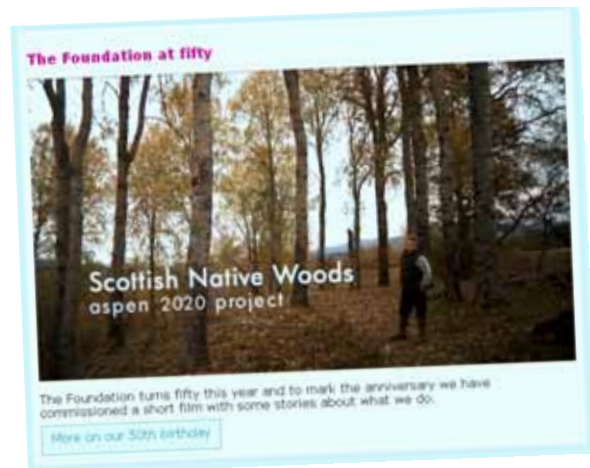 The Foundation at fifty
Scottish Native Woods
aspen 2020 project
The Foundation turns fifty this year and to mark the anniversary we have
commissioned a short film with some stories about what we do.
More on our 50th birthday